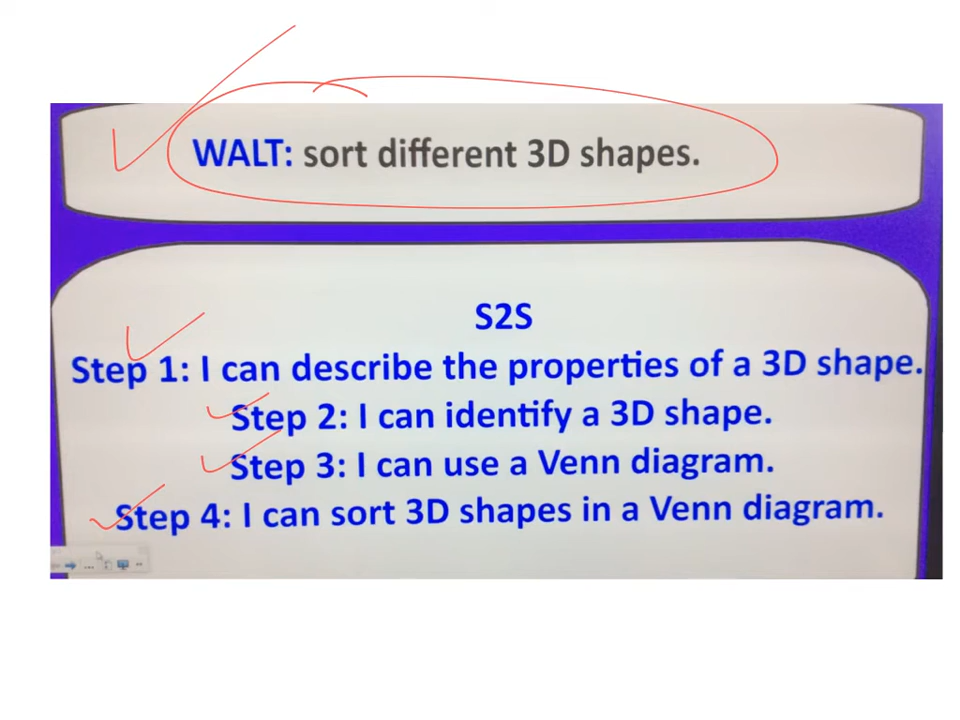 WALT: sort different 3D shapes.
S2S
Step 1: I can describe the properties of a 3D shape.
Step 2: I can identify a 3D shape.
Step 3: I can use a Venn diagram.
Step 4: I can sort 3D shapes in a Venn diagram.